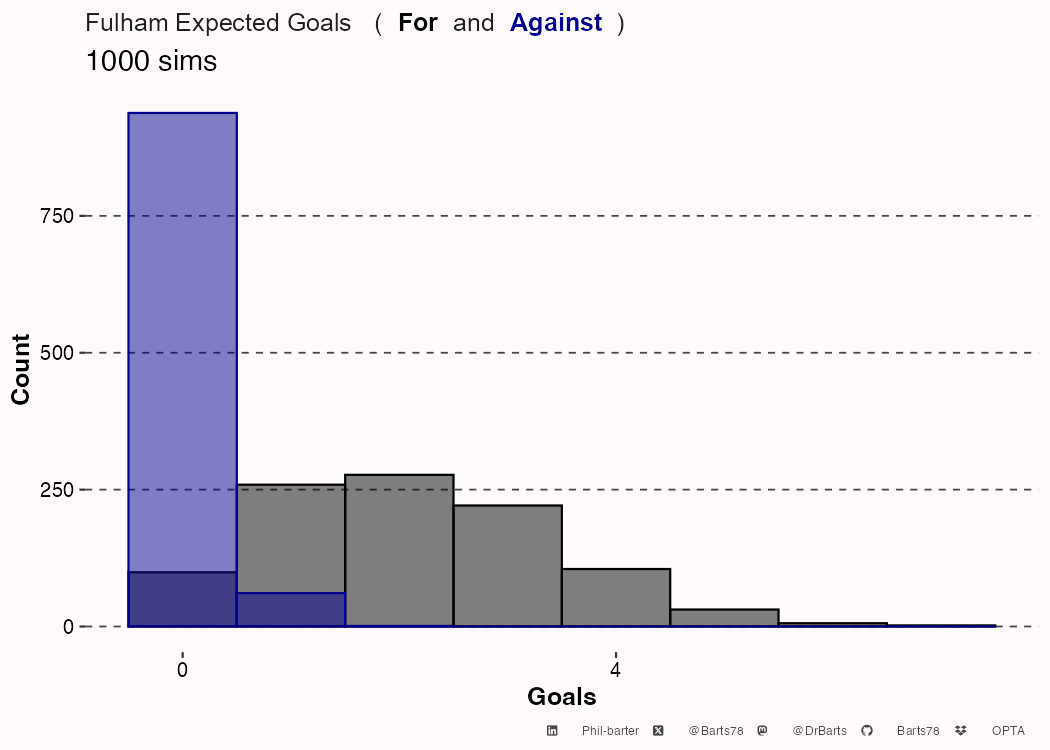 Fulham Expected Goals ( For and Against )
1000 sims
750
500
250
0
Count
0 4
Goals
Phil-barter @Barts78 @DrBarts Barts78 OPTA